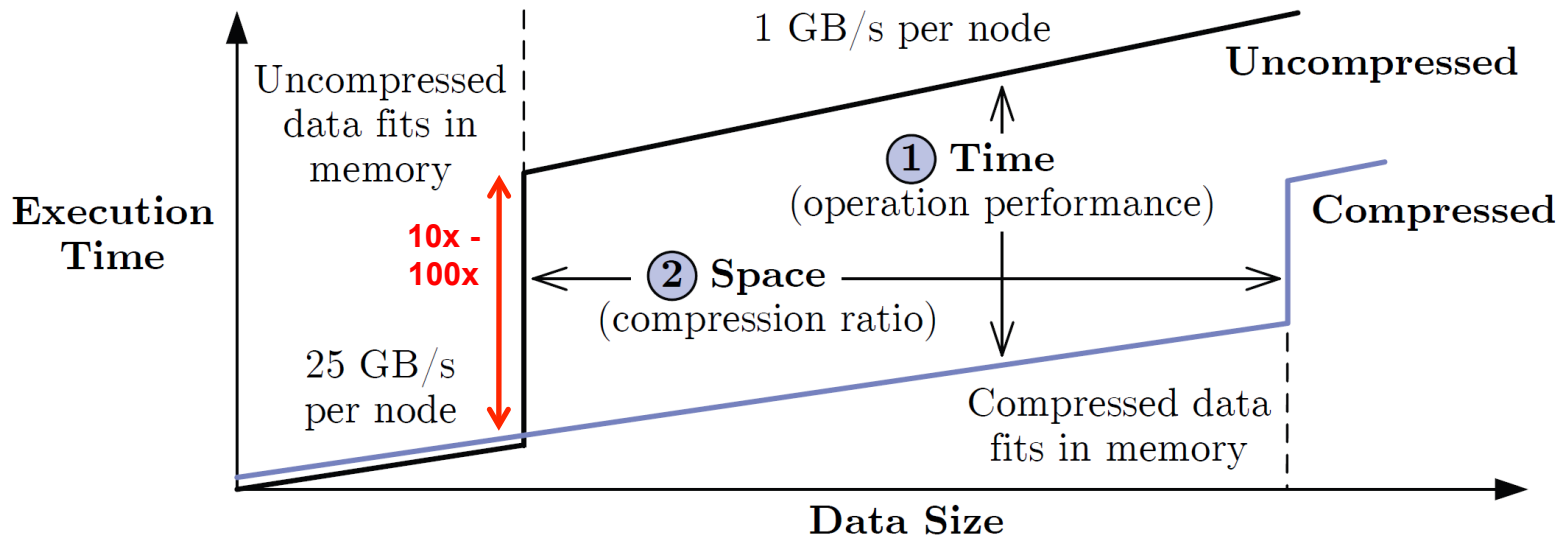 1 GB/s per node
Uncompressed
Uncompressed
data fits in
memory
1 Time
(operation performance)
Execution
Time
Compressed
10x -
100x
2 Space
(compression ratio)
25 GB/s
per node
Compressed data
fits in memory
Data Size